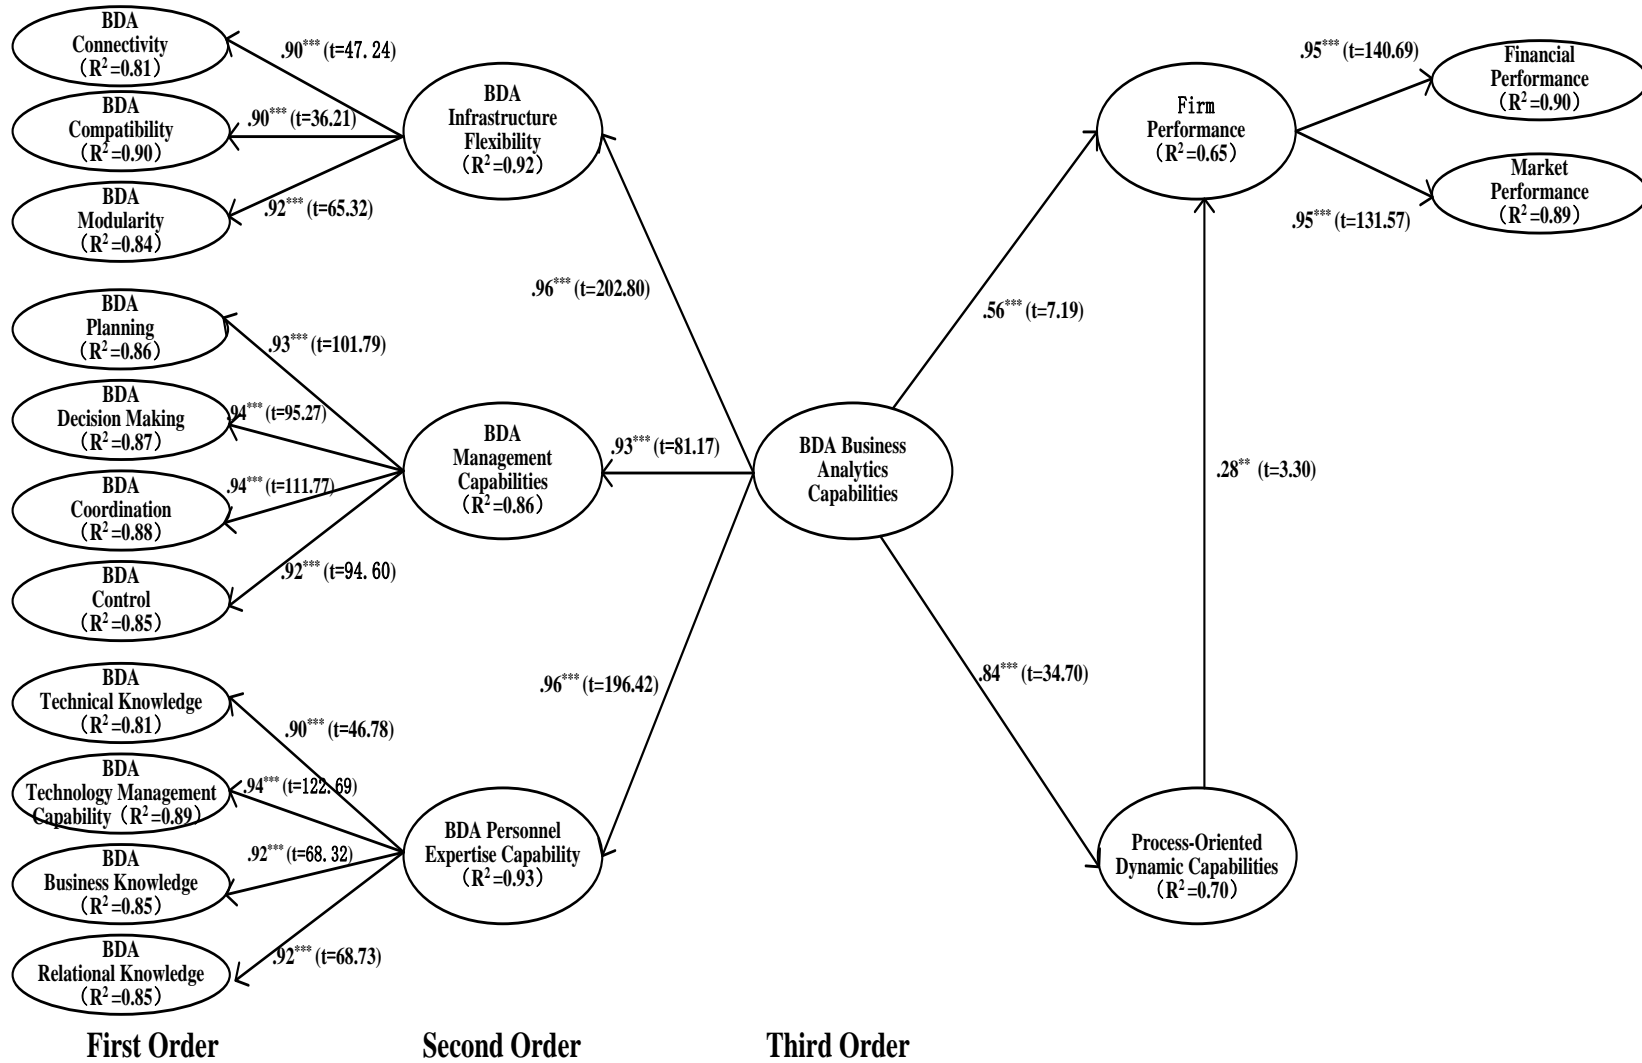 BDA
Connectivity
(R²=0.81)
BDA
Compatibility
(R²=0.90)
BDA
Modularity
(R²=0.84)
.90*** (t=47.24)
.90*** (t=36.21)
.92*** (t=65.32)
BDA
Infrastructure
Flexibility
(R²=0.92)
BDA
Planning
(R²=0.86)
BDA
Decision Making
(R²=0.87)
BDA
Coordination
(R²=0.88)
BDA
Control
(R²=0.85)
.93*** (t=101.79)
.94*** (t=95.27)
.94*** (t=111.77)
.92*** (t=94.60)
BDA
Management
Capabilities
(R²=0.86)
BDA
Technical Knowledge
(R²=0.81)
BDA
Technology Management
Capability (R²=0.89)
BDA
Business Knowledge
(R²=0.85)
BDA
Relational Knowledge
(R²=0.85)
.90*** (t=46.78)
.94*** (t=122.69)
.92*** (t=68.32)
.92*** (t=68.73)
BDA Personnel
Expertise Capability
(R²=0.93)
.96*** (t=202.80)
.93*** (t=81.17)
.96*** (t=196.42)
BDA Business
Analytics
Capabilities
.56*** (t=7.19)
.84*** (t=34.70)
.28** (t=3.30)
Firm
Performance
(R²=0.65)
Process-Oriented
Dynamic Capabilities
(R²=0.70)
.95*** (t=140.69)
.95*** (t=131.57)
Financial
Performance
(R²=0.90)
Market
Performance
(R²=0.89)
First Order
Second Order
Third Order